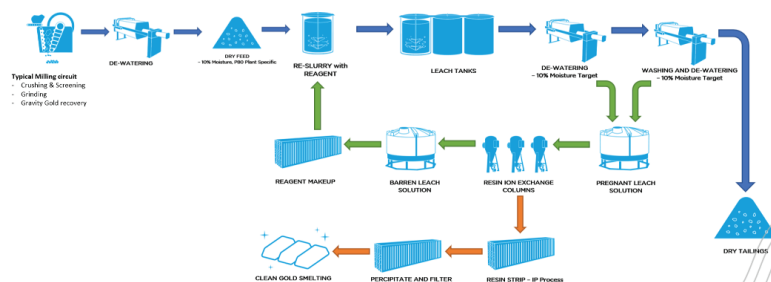 Typical Milling circuit
- Crushing & Screening
- Grinding
- Gravity Gold recovery
DE-WATERING
DRY FEED
~ 10% Moisture, PBD Plant Specific
RE-SLURRY with
REAGENT
LEACH TANKS
DE-WATERING
~ 10% Moisture Target
WASHING AND DE-WATERING
~ 10% Moisture Target
REAGENT MAKEUP
BARREN LEACH
SOLUTION
RESIN ION EXCHANGE
COLUMNS
PREGNANT LEACH
SOLUTION
DRY TAILINGS
CLEAN GOLD SMELTING
PERCIPITATE AND FILTER
RESIN STRIP – IP Process